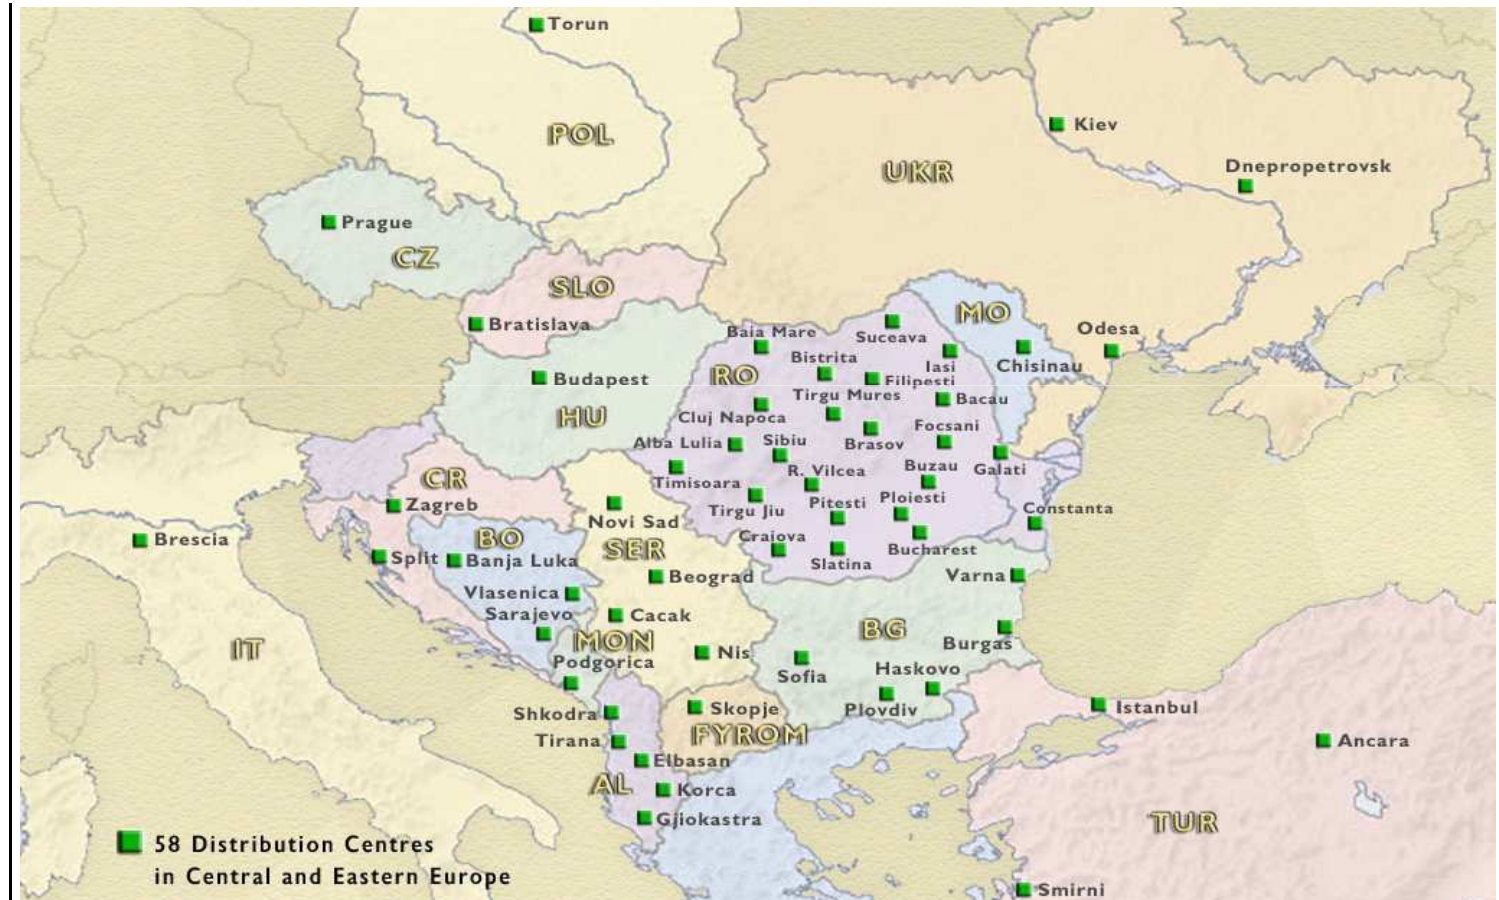 Torun
POL
Kiev
UKR
Dnepropetrovsk
Prague
CZ
SLO
MO
Bratislava
Baia Mare
Suceava
Odesa
Bistrita
Iasi
Chisinau
RO
Budapest
Filipesti
Tirgu Mures
Bacau
HU
Cluj Napoca
Focsani
Alba Lulia
Sibiu
Brasov
CR
Timisoara
R. Vilcea
Buzau
Galati
Zagreb
Tirgu Jiu
Pitesti
Ploiesti
Constanta
Novi Sad
BO
SER
Craiova
Bucharest
Brescia
Split
Banja Luka
Slatina
Beograd
Varna
Vlasenica
Sarajevo
Cacak
BG
IT
MON
Burgas
Podgorica
Nis
Sofia
Haskovo
Shkodra
Skopje
Plovdiv
Istanbul
Tirana
FYROM
Ancara
Elbasan
AL
Korca
Gjiokastra
TUR
58 Distribution Centres
in Central and Eastern Europe
Smirni